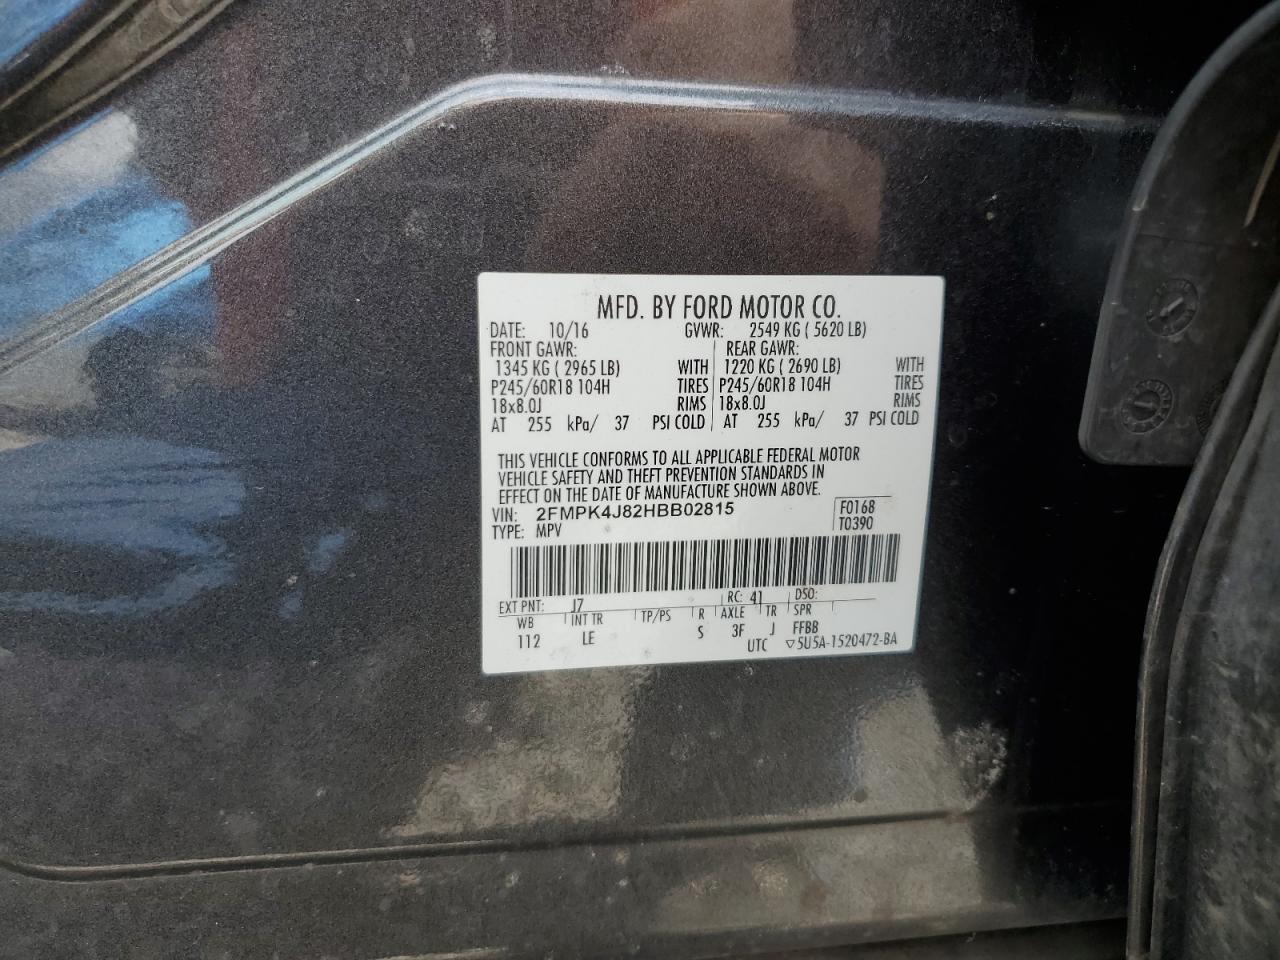 MFD. BY FORD MOTOR CO.
DATE: 10/16 GVWR: 2549 KG ( 5620 LB)
FRONT GAWR: REAR GAWR:
1345 KG ( 2965 LB) WITH 1220 KG ( 2690 LB) WITH
P245/60R18 104H TIRES P245/60R18 104H TIRES
18x8.0J RIMS 18x8.0J RIMS
AT 255 kPa/ 37 PSI COLD AT 255 kPa/ 37 PSI COLD
THIS VEHICLE CONFORMS TO ALL APPLICABLE FEDERAL MOTOR
VEHICLE SAFETY AND THEFT PREVENTION STANDARDS IN
EFFECT ON THE DATE OF MANUFACTURE SHOWN ABOVE.
VIN: 2FMPK4J82HBB02815 F0168
TYPE: MPV T0390
EXT PNT: J7 RC: 41 DSO:
WB INT TR TP/PS R AXLE TR SPR
112 LE S 3F J FFBB
UTC ▽5U5A-1520472-BA